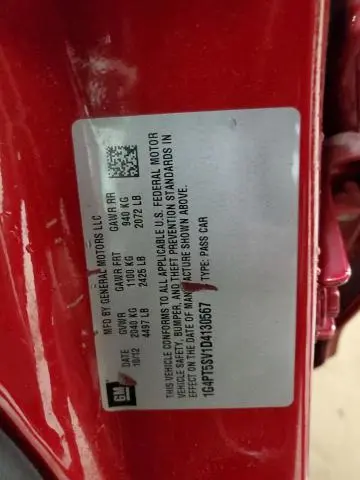 GM
MFD BY GENERAL MOTORS LLC
DATE GVWR GAWR FRT GAWR RR
10/12 2040 KG 1100 KG 940 KG
4497 LB 2425 LB 2072 LB
THIS VEHICLE CONFORMS TO ALL APPLICABLE U.S. FEDERAL MOTOR
VEHICLE SAFETY, BUMPER, AND THEFT PREVENTION STANDARDS IN
EFFECT ON THE DATE OF MANUFACTURE SHOWN ABOVE.
1G4PT5SV1D4130567 TYPE: PASS CAR